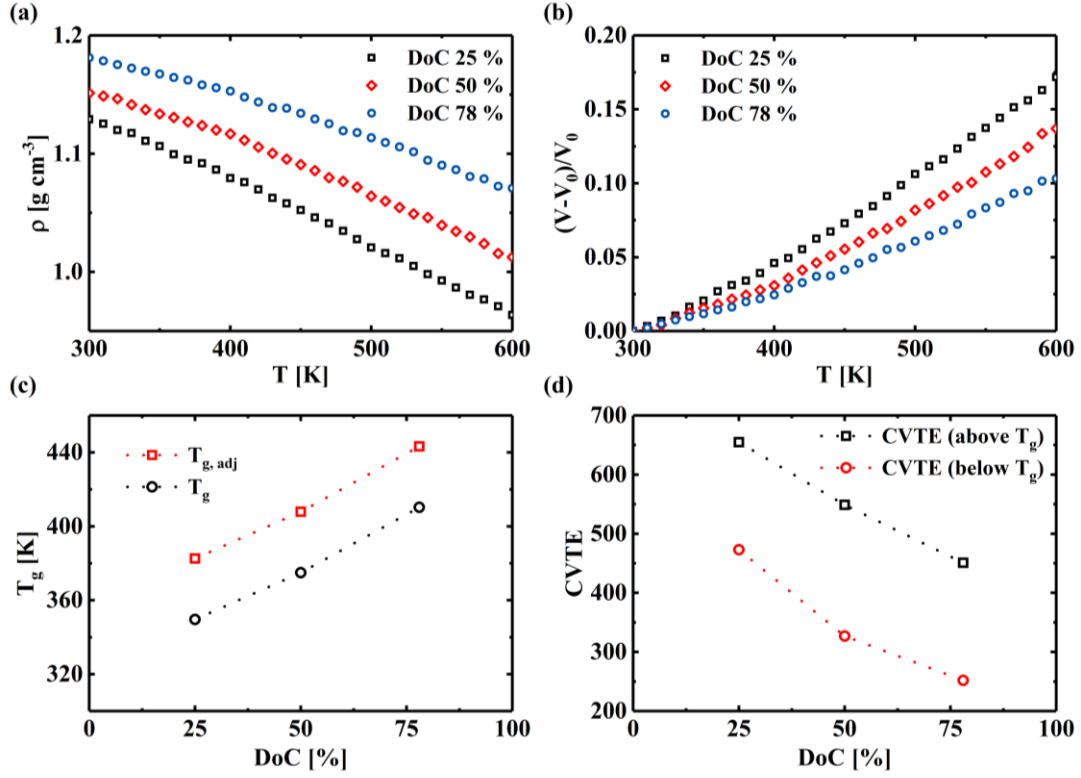 (a)
1.2
1.1
1.0
ρ [g cm⁻³]
DoC 25 %
DoC 50 %
DoC 78 %
300 400 500 600
T [K]
(b)
0.20
0.15
0.10
0.05
0.00
(V-V₀)/V₀
DoC 25 %
DoC 50 %
DoC 78 %
300 400 500 600
T [K]
(c)
440
400
360
320
T_g [K]
T_g, adj
T_g
0 25 50 75 100
DoC [%]
(d)
700
600
500
400
300
200
CVTE
CVTE (above T_g)
CVTE (below T_g)
0 25 50 75 100
DoC [%]